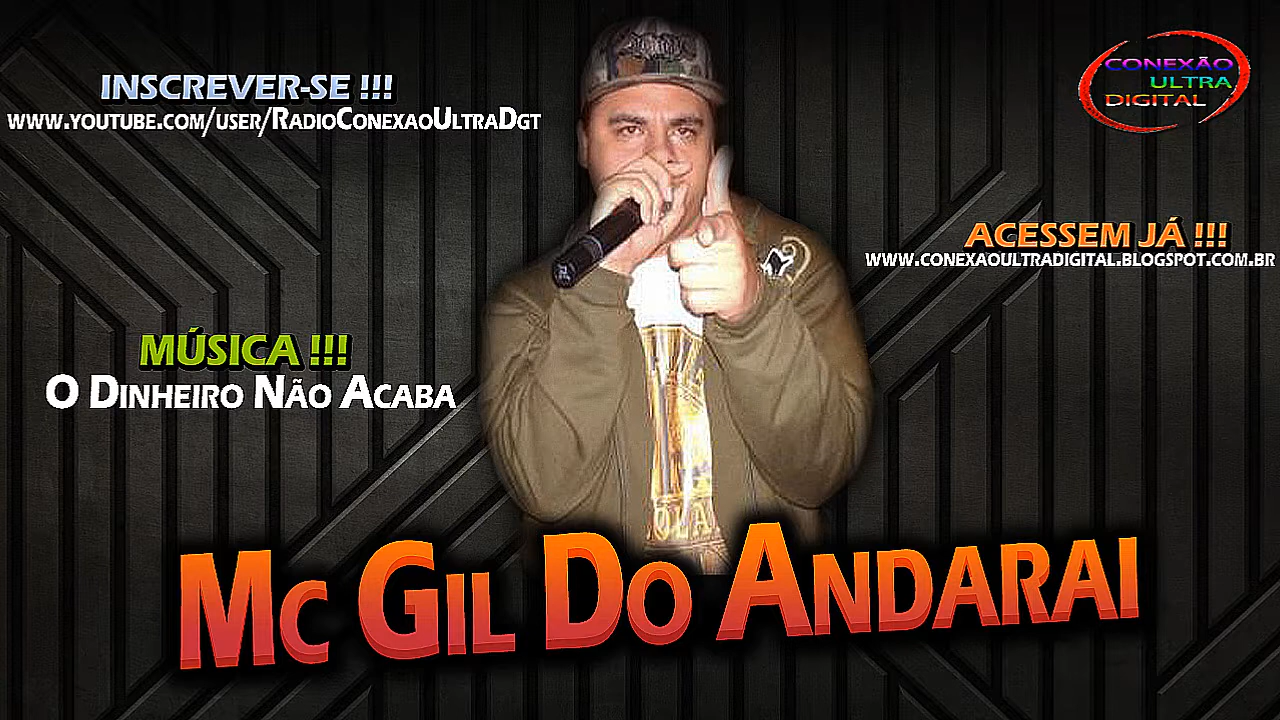 INSCREVER-SE !!!
WWW.YOUTUBE.COM/USER/RADIOCONEXAOULTRADGT
CONEXÃO
ULTRA
DIGITAL
ACESSEM JÁ !!!
WWW.CONEXAOULTRADIGITAL.BLOGSPOT.COM.BR
MÚSICA !!!
O DINHEIRO NÃO ACABA
MC GIL DO ANDARAI